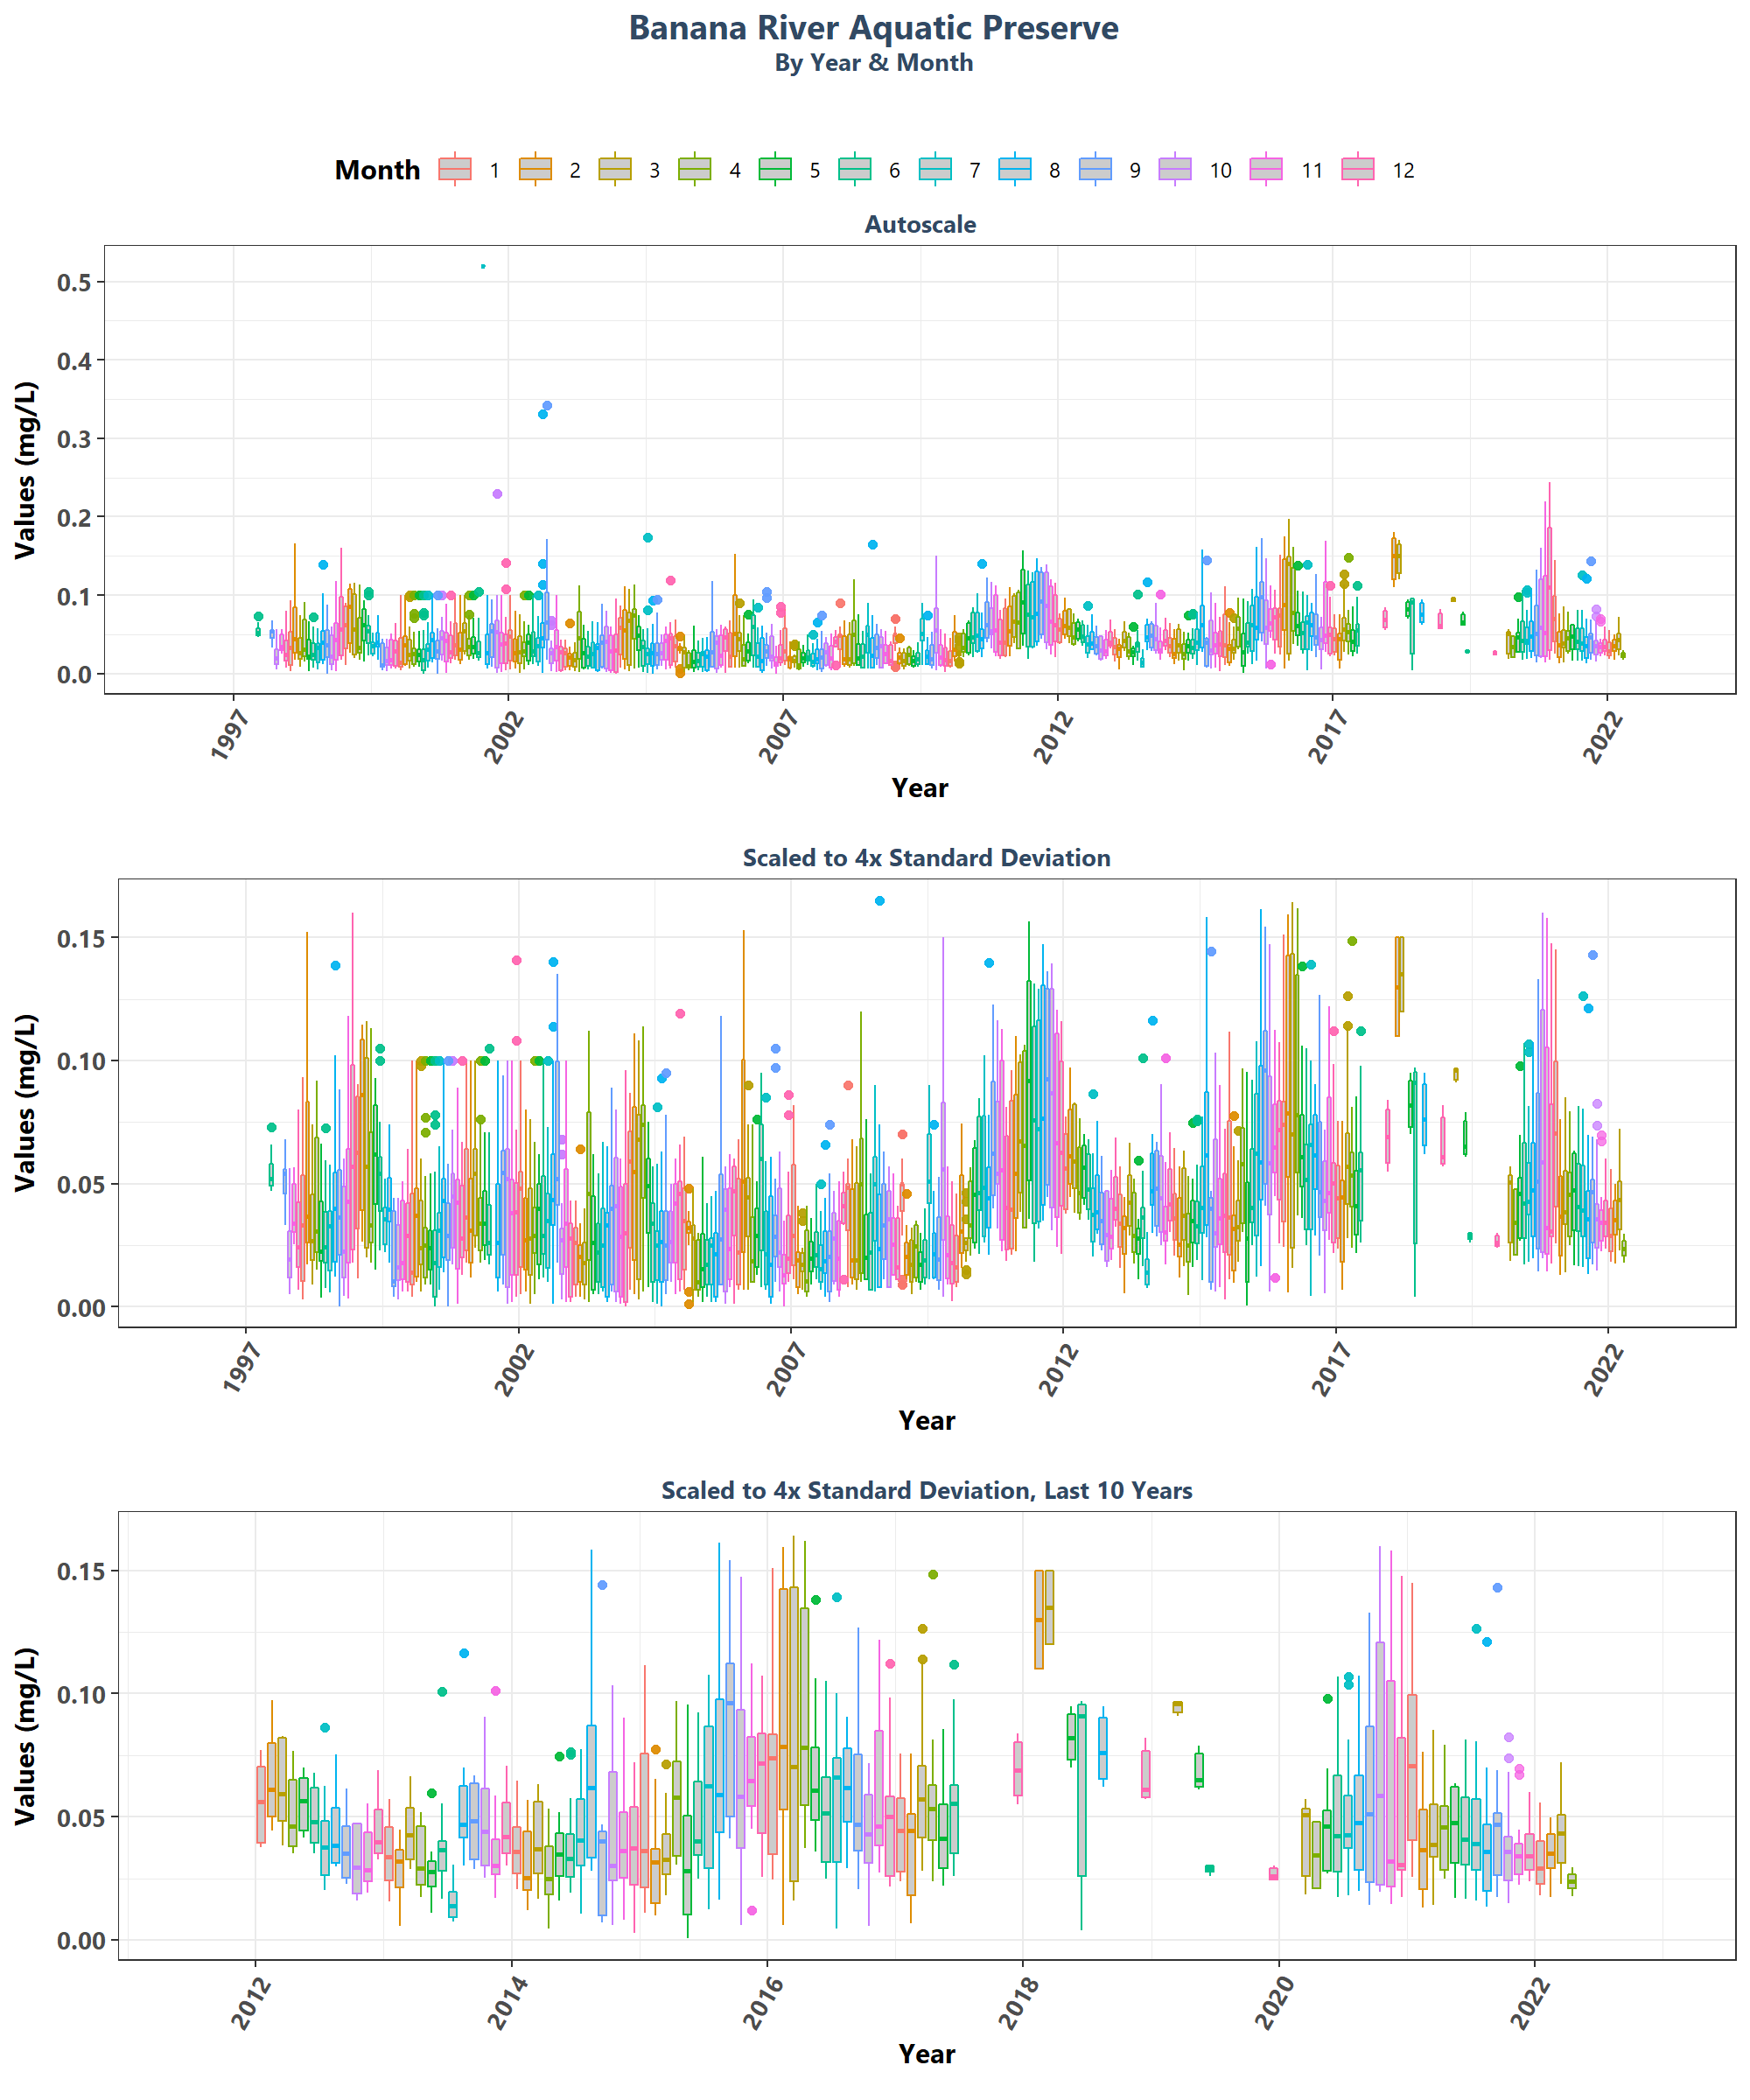 Banana River Aquatic Preserve
By Year & Month
Month 1 2 3 4 5 6 7 8 9 10 11 12
Autoscale
Values (mg/L)
0.5
0.4
0.3
0.2
0.1
0.0
1997 2002 2007 2012 2017 2022
Year
Scaled to 4x Standard Deviation
Values (mg/L)
0.15
0.10
0.05
0.00
1997 2002 2007 2012 2017 2022
Year
Scaled to 4x Standard Deviation, Last 10 Years
Values (mg/L)
0.15
0.10
0.05
0.00
2012 2014 2016 2018 2020 2022
Year